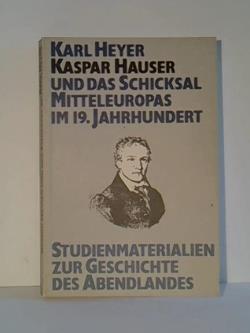 KARL HEYER
KASPAR HAUSER
UND DAS SCHICKSAL
MITTELEUROPAS
IM 19. JAHRHUNDERT
STUDIENMATERIALIEN
ZUR GESCHICHTE
DES ABENDLANDES